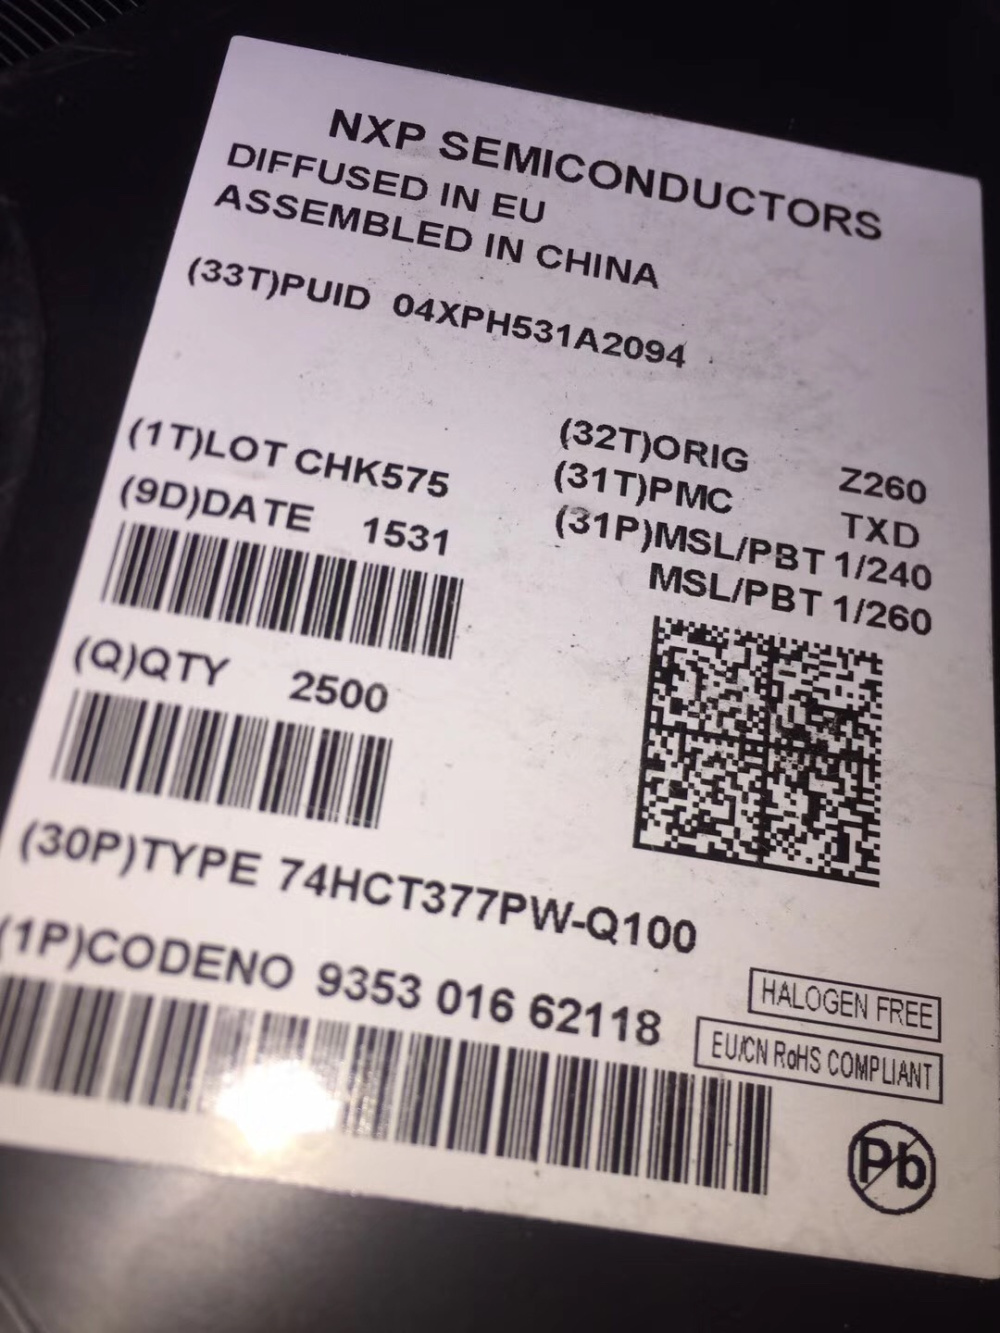 NXP SEMICONDUCTORS
DIFFUSED IN EU
ASSEMBLED IN CHINA
(33T)PUID 04XPH531A2094
(1T)LOT CHK575
(9D)DATE 1531
(32T)ORIG Z260
(31T)PMC TXD
(31P)MSL/PBT 1/240
MSL/PBT 1/260
(Q)QTY 2500
(30P)TYPE 74HCT377PW-Q100
(1P)CODENO 9353 016 62118
HALOGEN FREE
EU/CN RoHS COMPLIANT
Pb